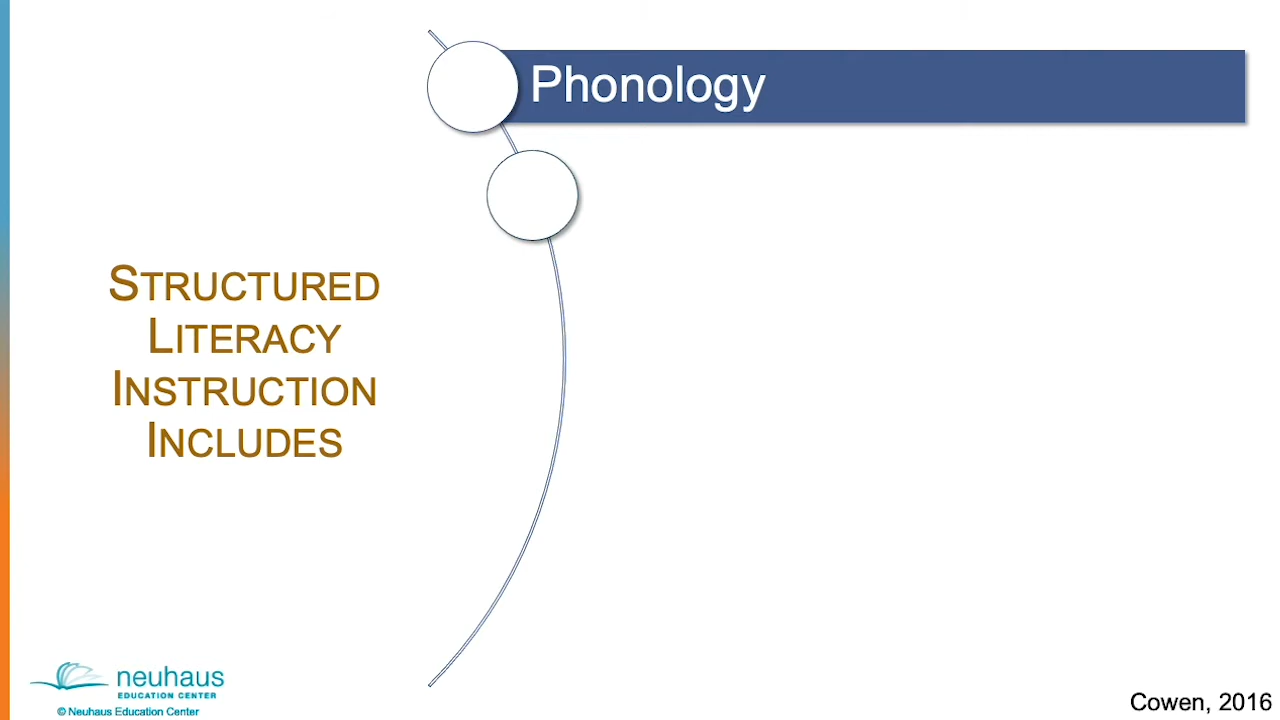 Phonology
STRUCTURED
LITERACY
INSTRUCTION
INCLUDES
neuhaus
EDUCATION CENTER
© Neuhaus Education Center
Cowen, 2016